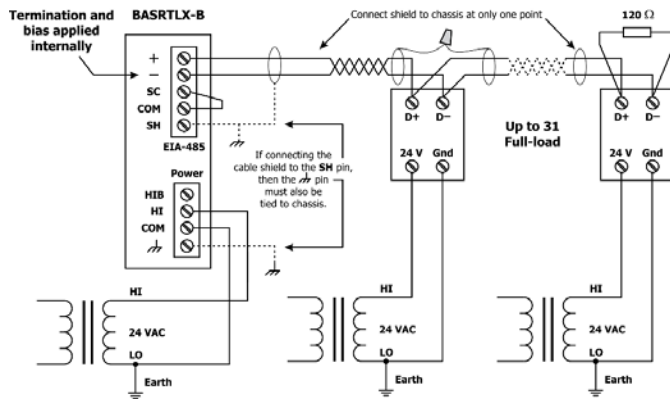 BASRTLX-B
Termination and
bias applied
internally
+
−
SC
COM
SH
EIA-485
Power
HIB
HI
COM
Connect shield to chassis at only one point
120 Ω
D+ D−
24 V Gnd
Up to 31
Full-load
D+ D−
24 V Gnd
If connecting the
cable shield to the SH pin,
then the pin
must also be
tied to chassis.
HI
24 VAC
LO
Earth
HI
24 VAC
LO
Earth
HI
24 VAC
LO
Earth